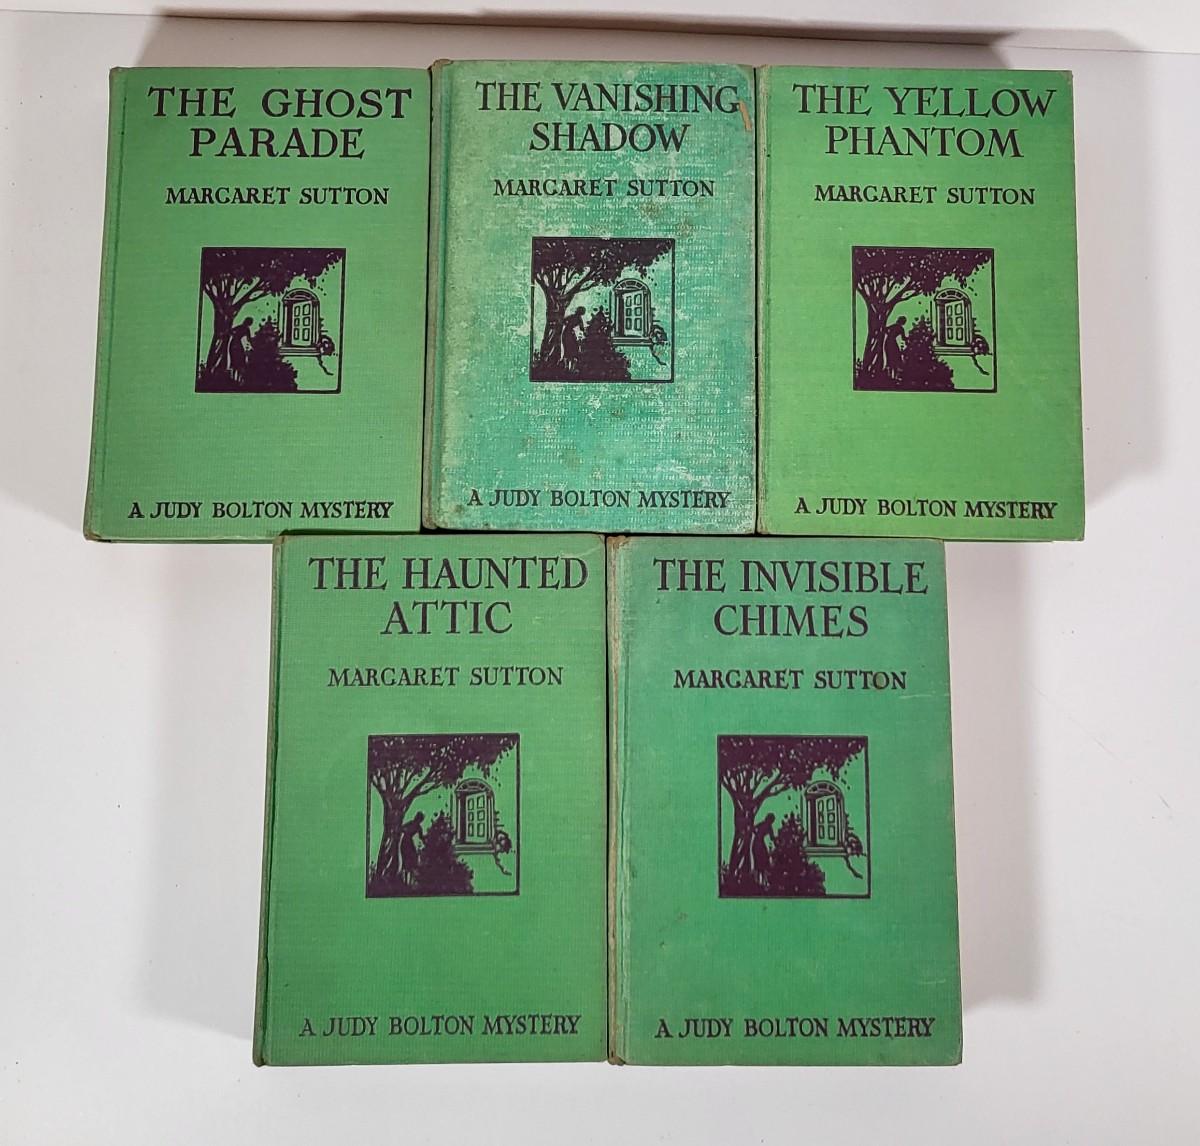 THE GHOST
PARADE
MARGARET SUTTON
A JUDY BOLTON MYSTERY
THE VANISHING
SHADOW
MARGARET SUTTON
A JUDY BOLTON MYSTERY
THE YELLOW
PHANTOM
MARGARET SUTTON
A JUDY BOLTON MYSTERY
THE HAUNTED
ATTIC
MARGARET SUTTON
A JUDY BOLTON MYSTERY
THE INVISIBLE
CHIMES
MARGARET SUTTON
A JUDY BOLTON MYSTERY